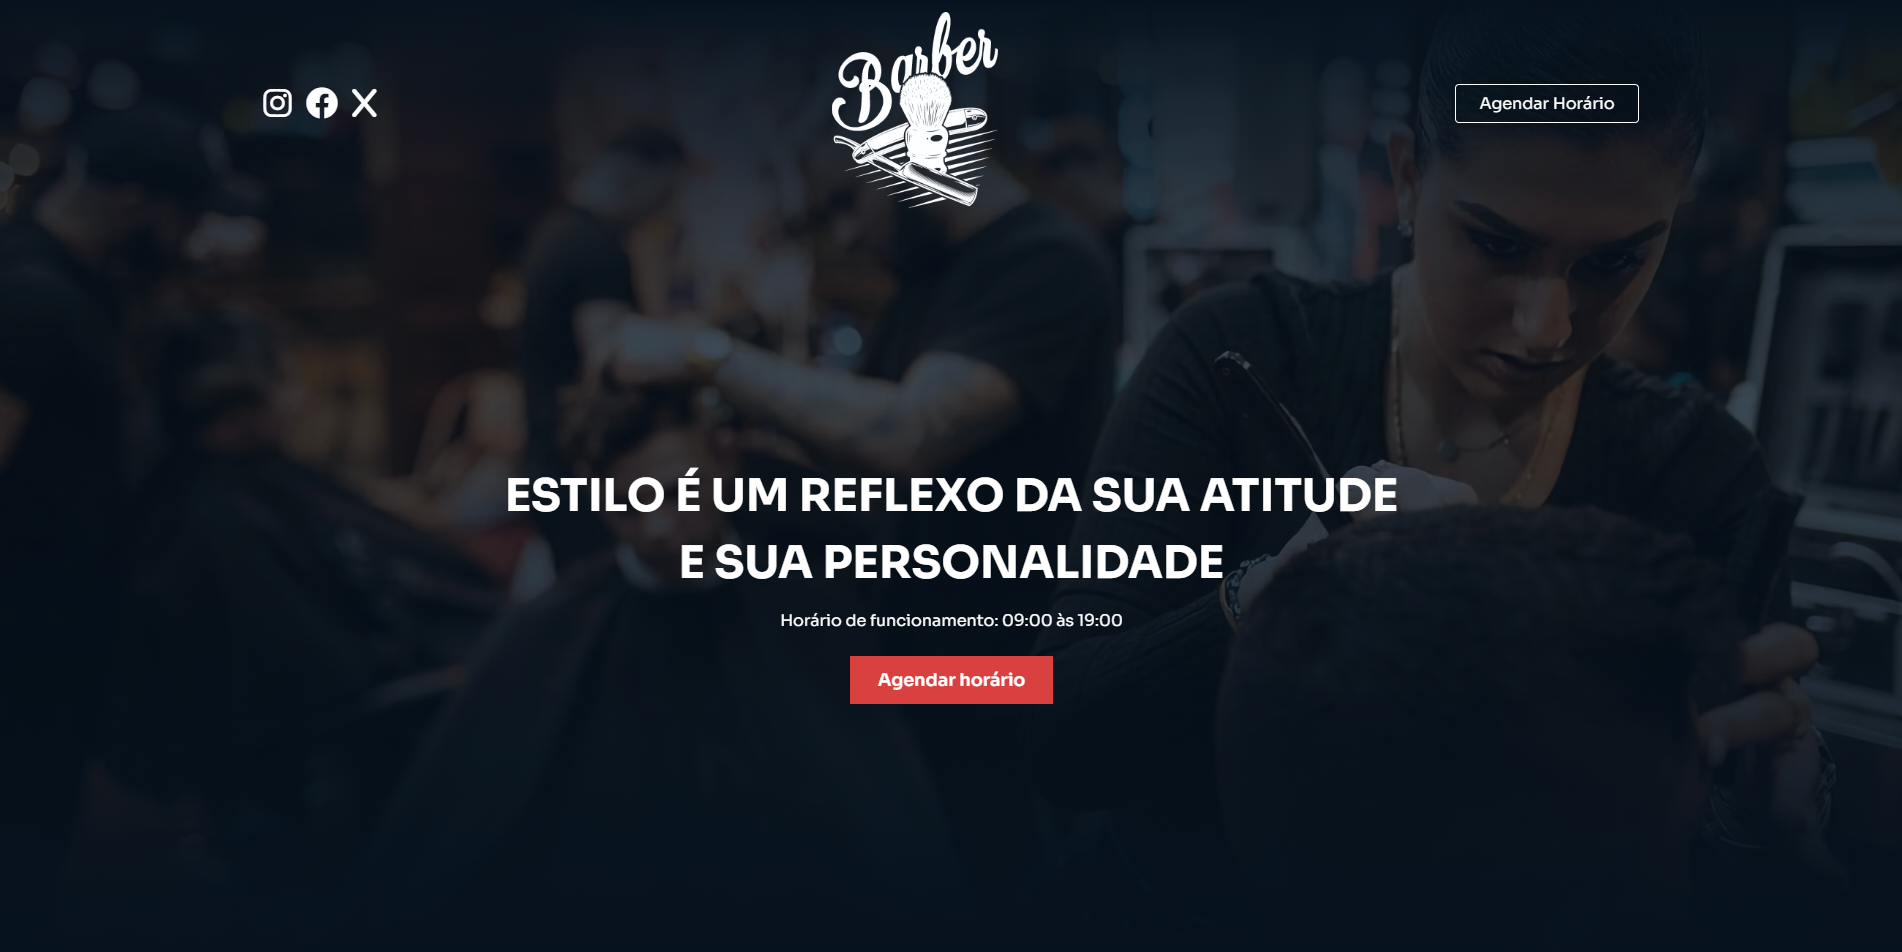 Barber
Agendar Horário
ESTILO É UM REFLEXO DA SUA ATITUDE
E SUA PERSONALIDADE
Horário de funcionamento: 09:00 às 19:00
Agendar horário